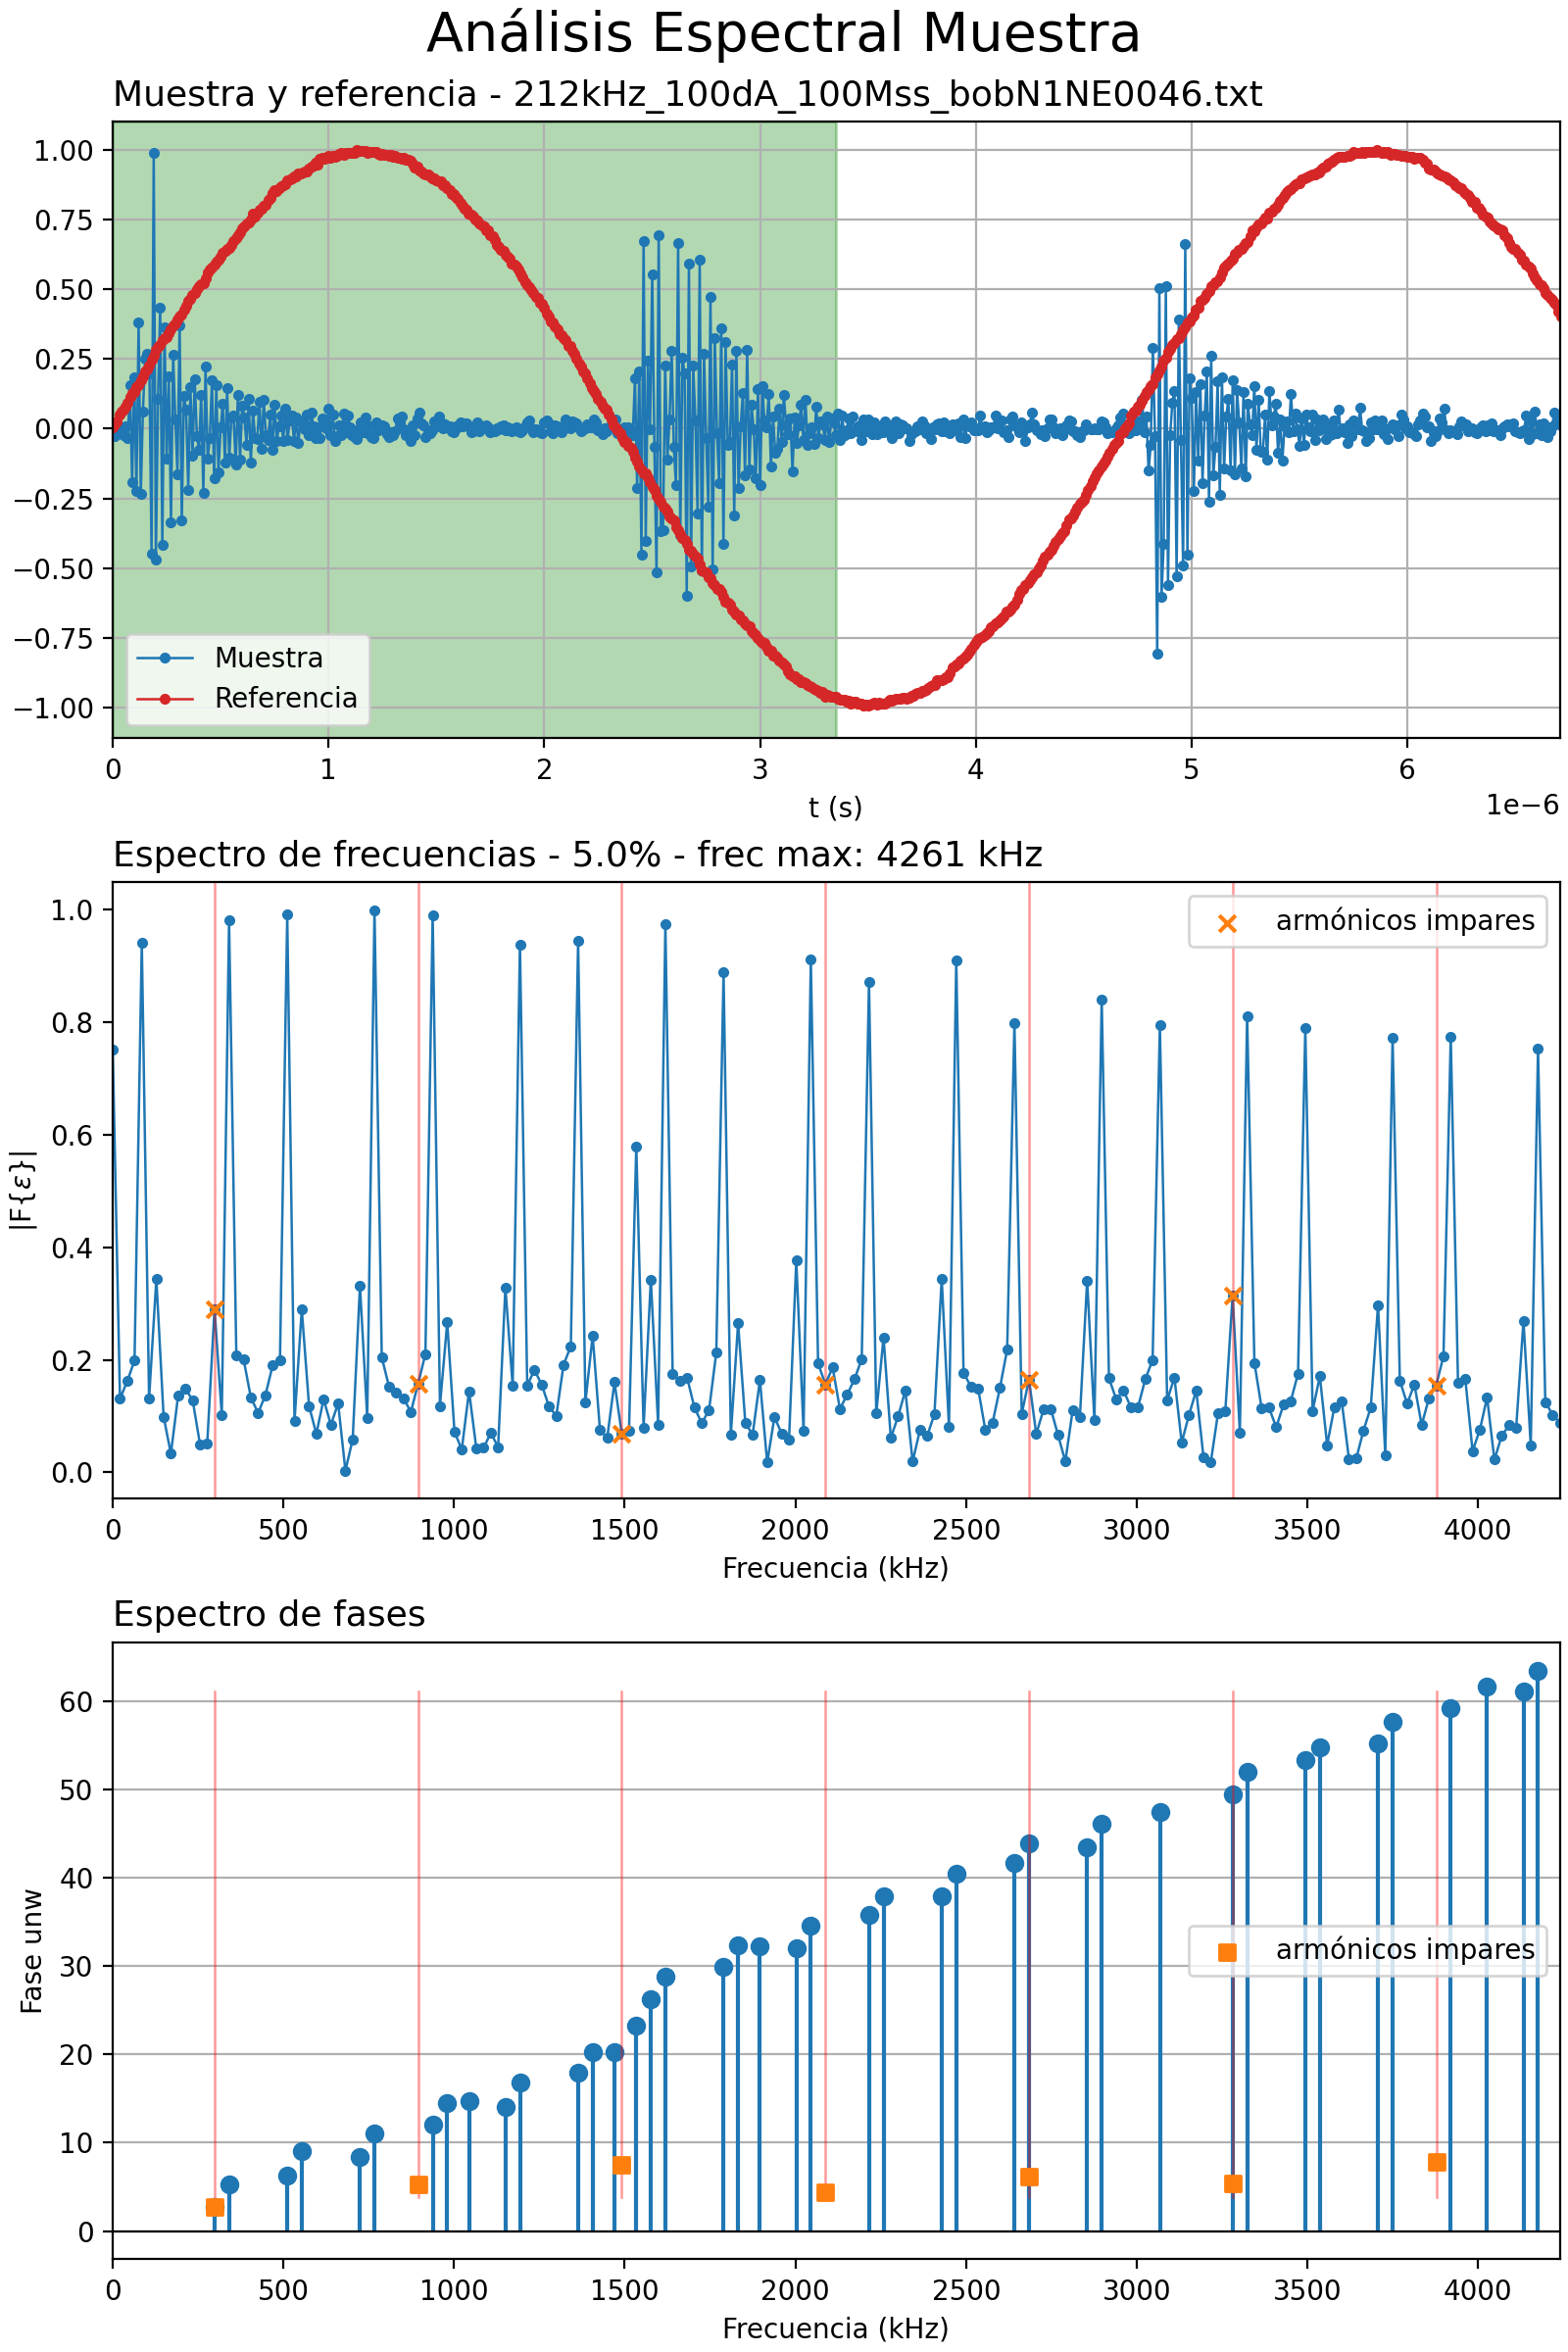 Análisis Espectral Muestra
Muestra y referencia - 212kHz_100dA_100Mss_bobN1NE0046.txt
1.00
0.75
0.50
0.25
0.00
−0.25
−0.50
−0.75
−1.00
Muestra
Referencia
0 1 2 3 4 5 6
t (s)
1e−6
Espectro de frecuencias - 5.0% - frec max: 4261 kHz
armónicos impares
1.0
0.8
0.6
0.4
0.2
0.0
|F{ε}|
0 500 1000 1500 2000 2500 3000 3500 4000
Frecuencia (kHz)
Espectro de fases
60
50
40
30
20
10
0
Fase unw
armónicos impares
0 500 1000 1500 2000 2500 3000 3500 4000
Frecuencia (kHz)